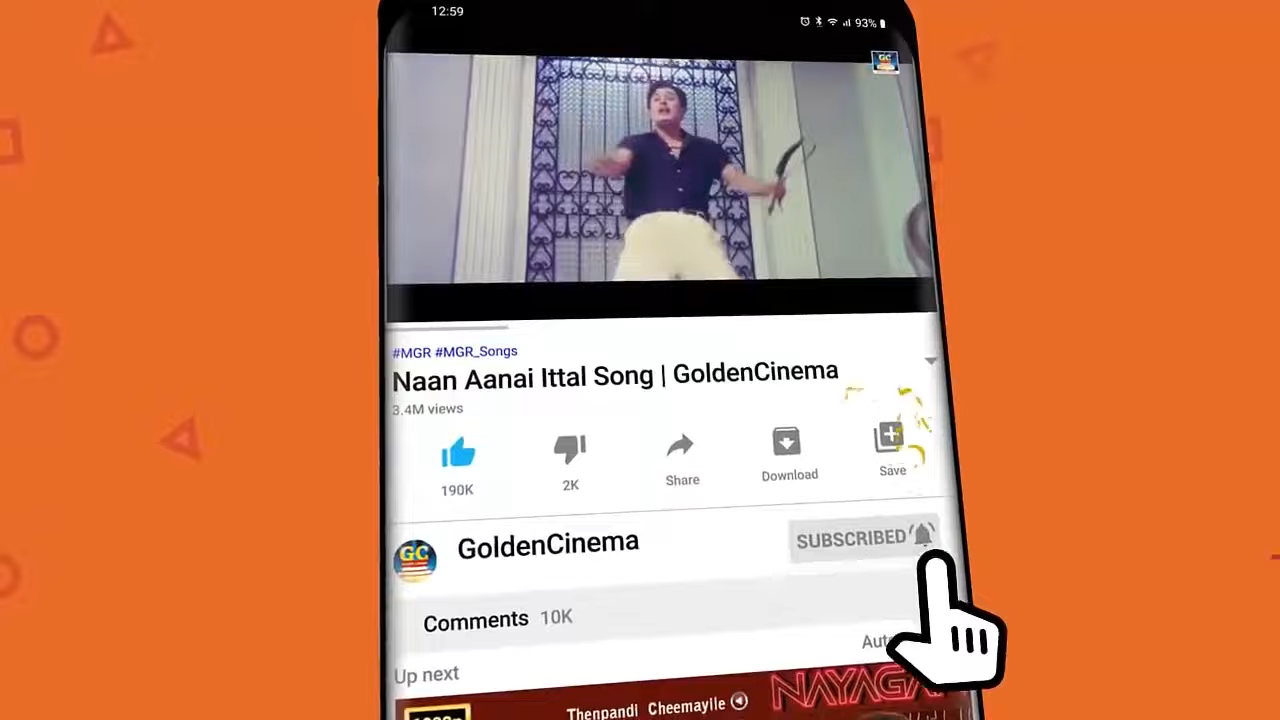 12:59
93%
GC
#MGR #MGR_Songs
Naan Aanai Ittal Song | GoldenCinema
3.4M views
190K
2K
Share
Download
Save
GC
GoldenCinema
SUBSCRIBED
Comments 10K
Up next
Thenpandi Cheemayile